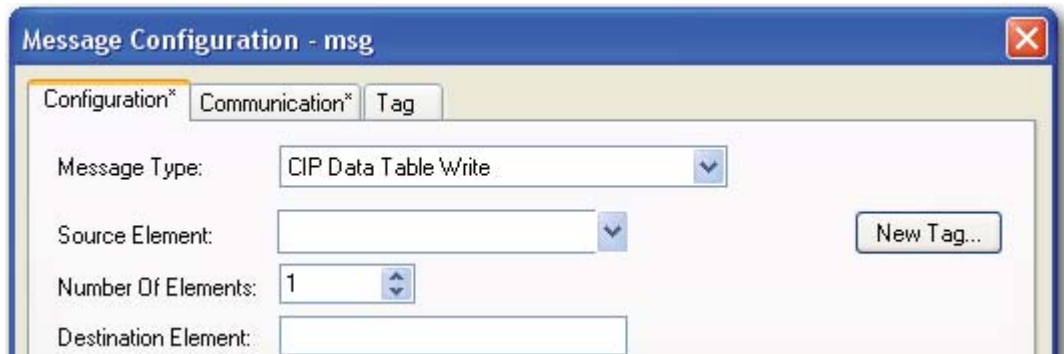 Message Configuration - msg
Configuration* Communication* Tag
Message Type: CIP Data Table Write
Source Element: New Tag...
Number Of Elements: 1
Destination Element: